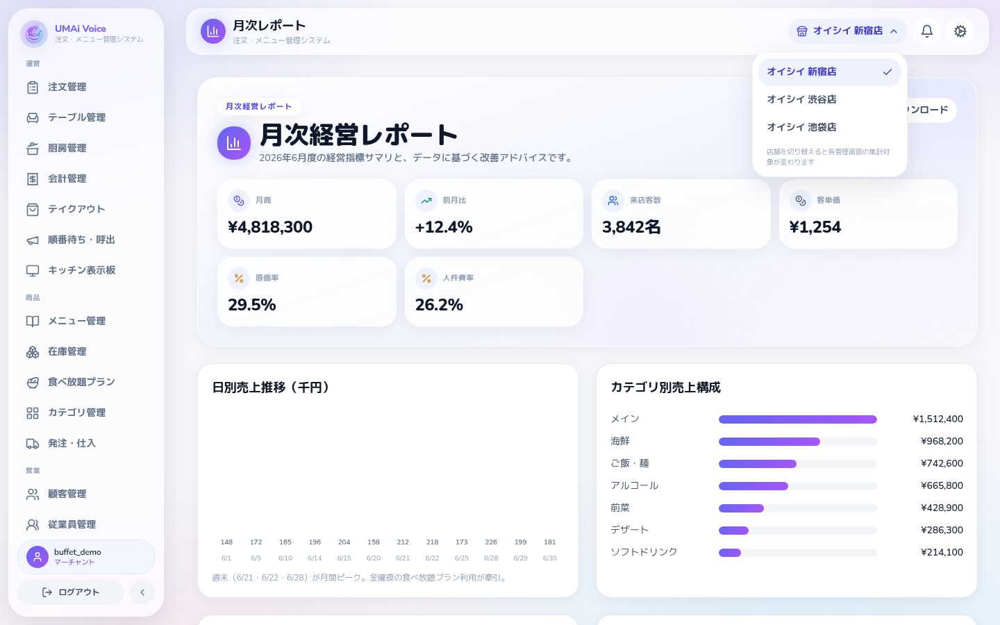 UMAi Voice
注文・メニュー管理システム
運営
注文管理
テーブル管理
厨房管理
会計管理
テイクアウト
順番待ち・呼出
キッチン表示板
商品
メニュー管理
在庫管理
食べ放題プラン
カテゴリ管理
発注・仕入
営業
顧客管理
従業員管理
buffet_demo
マーチャント
ログアウト
月次レポート
注文・メニュー管理システム
オイシイ 新宿店
オイシイ 新宿店
オイシイ 渋谷店
オイシイ 池袋店
店舗を切り替えると各管理画面の集計対
象が変わります
ンロード
月次経営レポート
月次経営レポート
2026年6月度の経営指標サマリと、データに基づく改善アドバイスです。
月商
¥4,818,300
前月比
+12.4%
来店客数
3,842名
客単価
¥1,254
原価率
29.5%
人件費率
26.2%
日別売上推移（千円）
148 172 165 196 204 158 212 218 173 226 199 181
6/1 6/5 6/10 6/14 6/15 6/20 6/21 6/22 6/25 6/28 6/29 6/30
週末（6/21・6/22・6/28）が月間ピーク。金曜夜の食べ放題プラン利用が牽引。
カテゴリ別売上構成
メイン ¥1,512,400
海鮮 ¥968,200
ご飯・麺 ¥742,600
アルコール ¥665,800
前菜 ¥428,900
デザート ¥286,300
ソフトドリンク ¥214,100